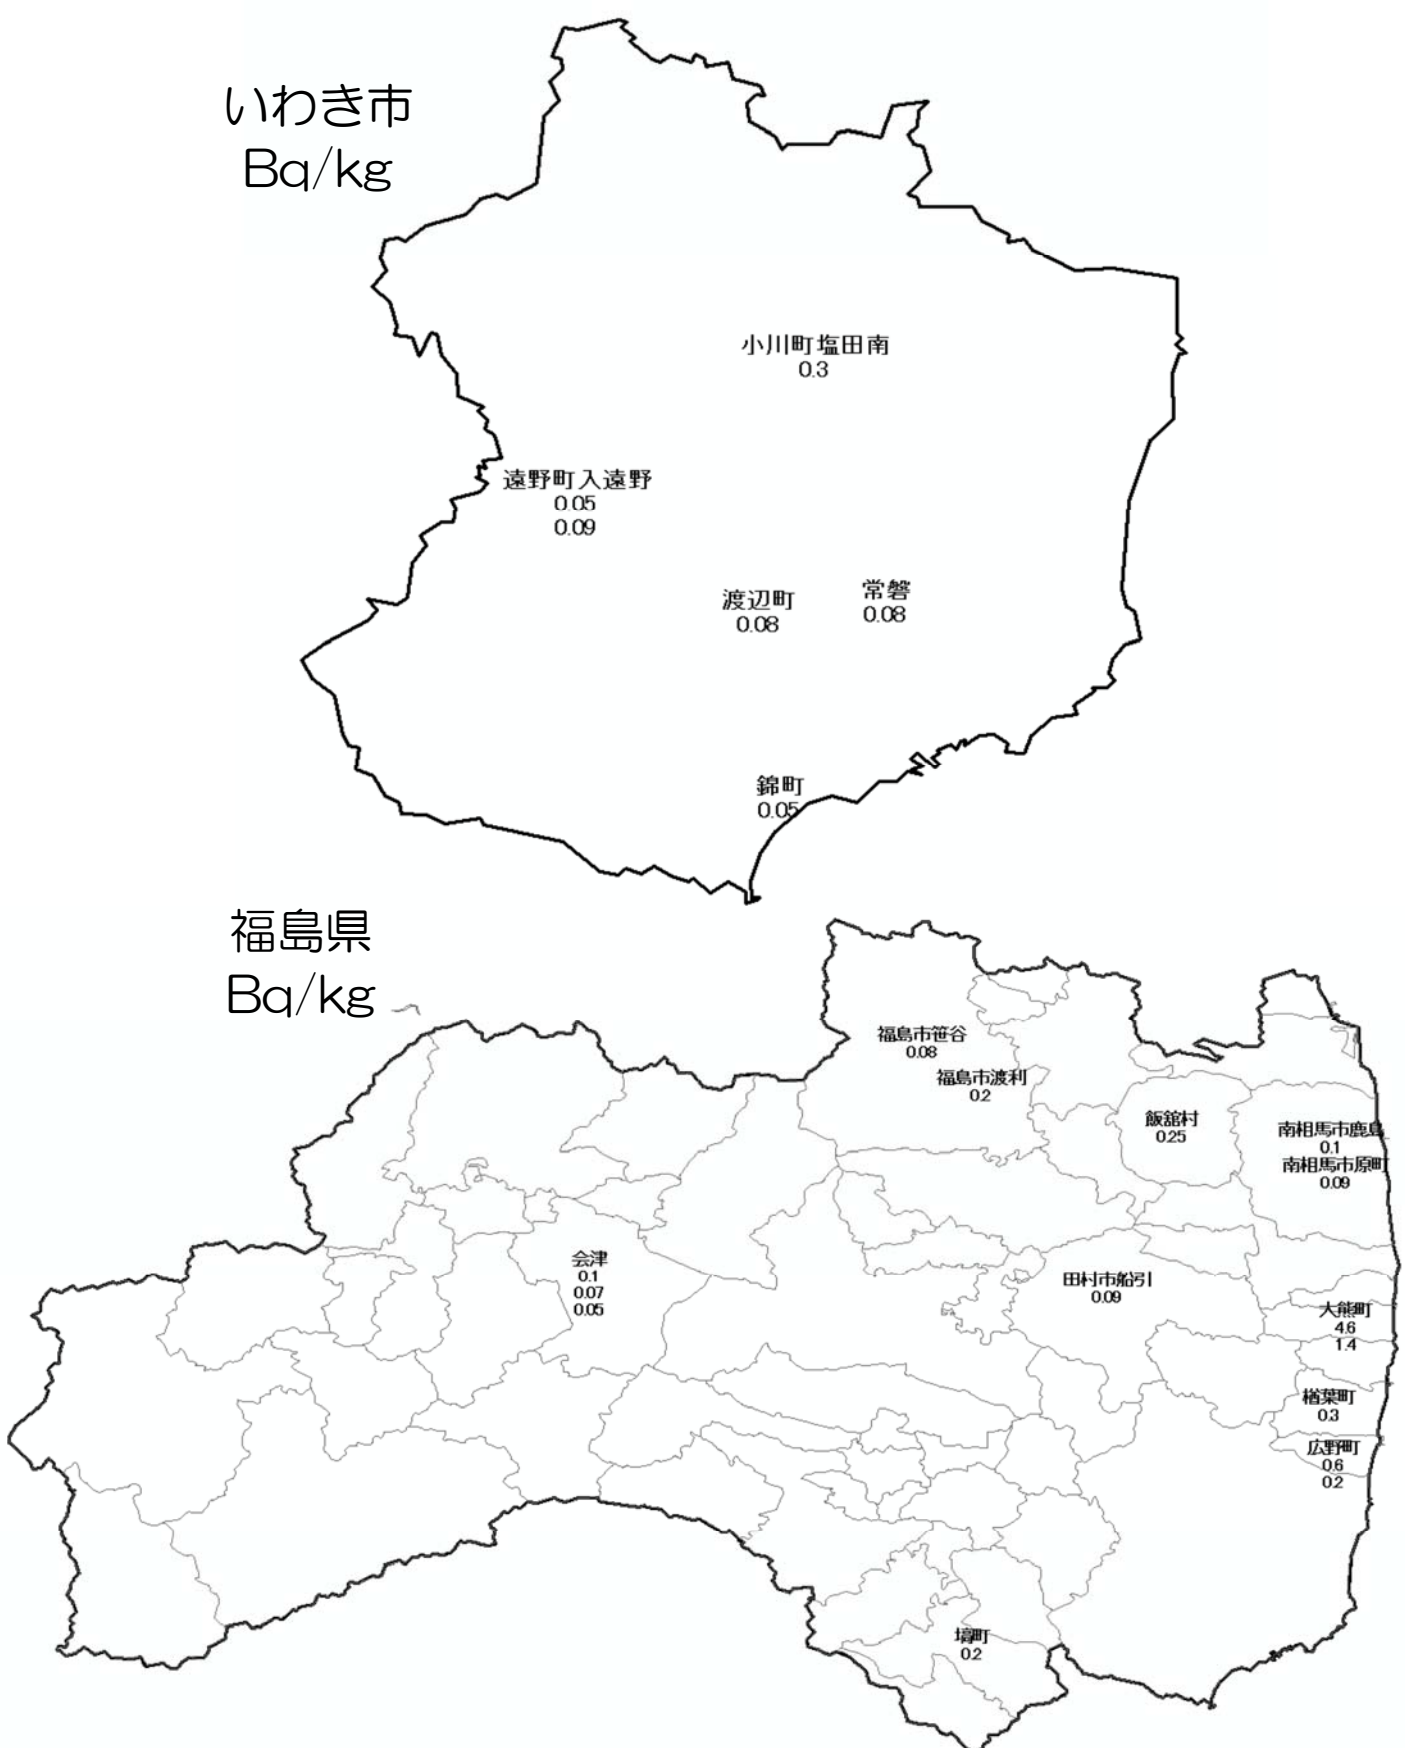 いわき市
Bq/kg
小川町塩田南
0.3
遠野町入遠野
0.05
0.09
渡辺町
0.08
常磐
0.08
錦町
0.05
福島県
Bq/kg
福島市笹谷
0.08
福島市渡利
0.2
飯舘村
0.25
南相馬市鹿島
0.1
南相馬市原町
0.09
会津
0.1
0.07
0.05
田村市船引
0.09
大熊町
4.6
1.4
楢葉町
0.3
広野町
0.6
0.2
塙町
0.2